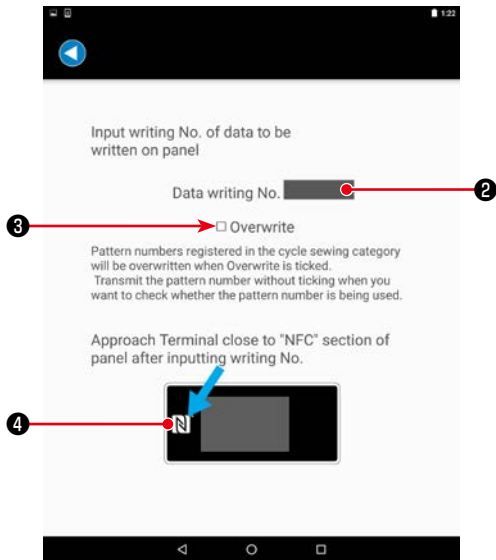 1:22
Input writing No. of data to be
written on panel
Data writing No.
❷
❸
Overwrite
Pattern numbers registered in the cycle sewing category
will be overwritten when Overwrite is ticked.
Transmit the pattern number without ticking when you
want to check whether the pattern number is being used.
Approach Terminal close to "NFC" section of
panel after inputting writing No.
❹